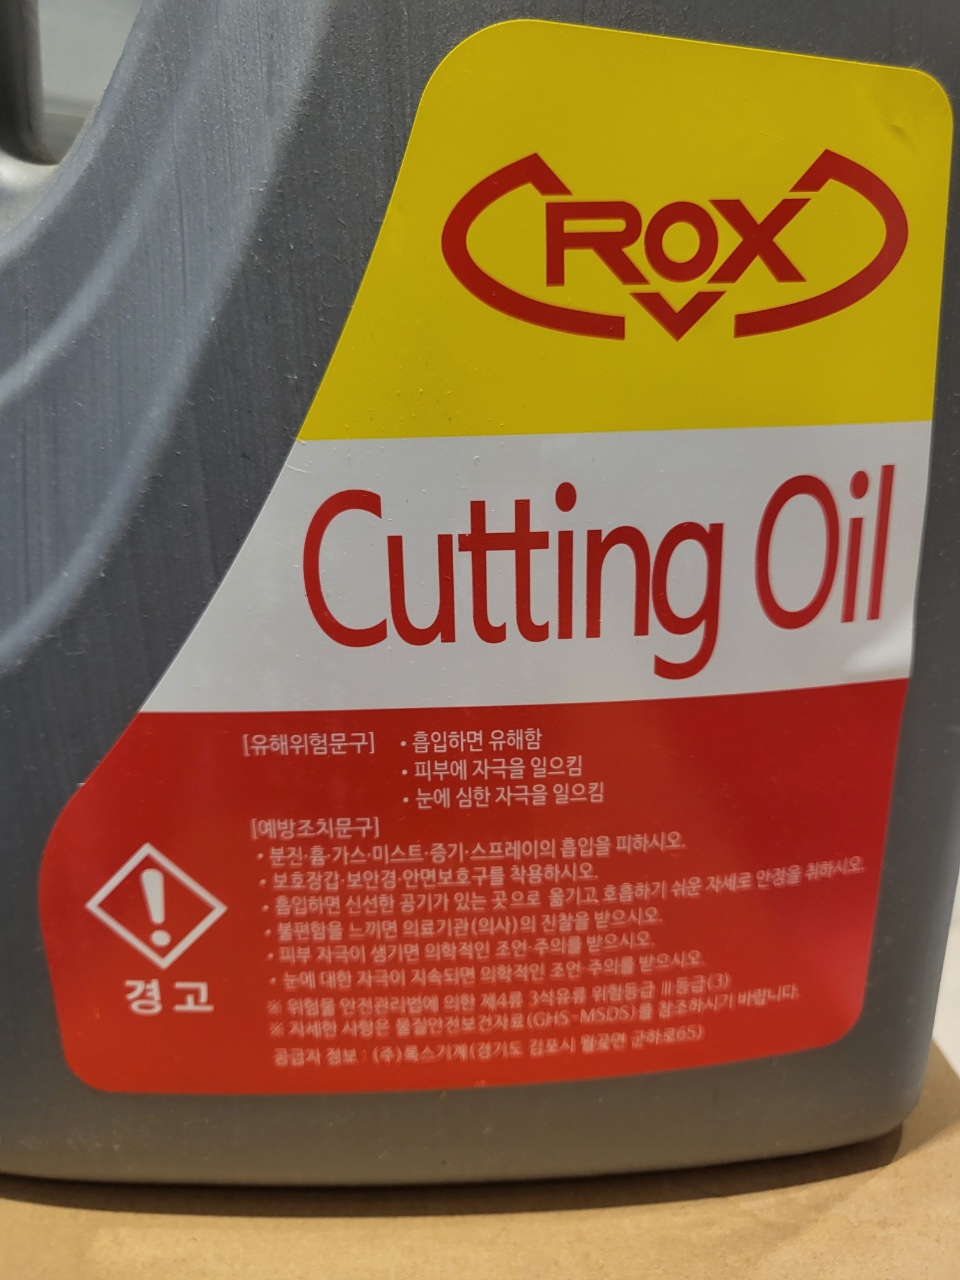 ROX
Cutting Oil
[유해위험문구] • 흡입하면 유해함
• 피부에 자극을 일으킴
• 눈에 심한 자극을 일으킴
[예방조치문구]
• 분진·흄·가스·미스트·증기·스프레이의 흡입을 피하시오.
• 보호장갑·보안경·안면보호구를 착용하시오.
• 흡입하면 신선한 공기가 있는 곳으로 옮기고 호흡하기 쉬운 자세로 안정을 취하시오.
• 불편함을 느끼면 의료기관(의사)의 진찰을 받으시오.
• 피부 자극이 생기면 의학적인 조언·주의를 받으시오.
• 눈에 대한 자극이 지속되면 의학적인 조언·주의를 받으시오.
※ 위험물 안전관리법에 의한 제4류 3석유류 위험등급 Ⅲ등급(3)
※ 자세한 사항은 물질안전보건자료(GHS-MSDS)를 참조하시기 바랍니다.
공급자 정보 : (주)록스기계(경기도 김포시 월곶면 군하로65)
경고